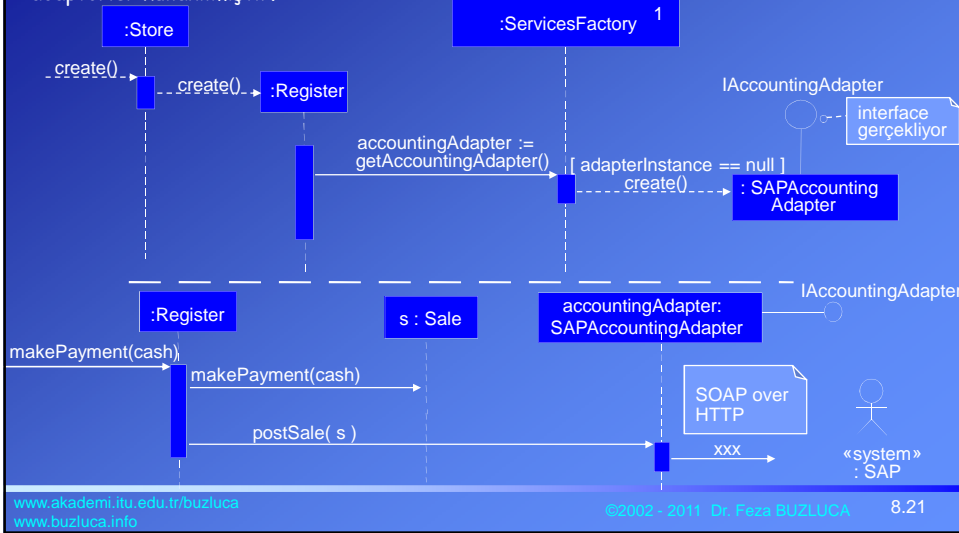 :Store
:ServicesFactory
1
create()
create()
:Register
IAccountingAdapter
interface
gerçekliyor
accountingAdapter :=
getAccountingAdapter()
[ adapterInstance == null ]
create()
: SAPAccounting
Adapter
IAccountingAdapter
:Register
s : Sale
accountingAdapter:
SAPAccountingAdapter
makePayment(cash)
makePayment(cash)
SOAP over
HTTP
postSale( s )
xxx
«system»
: SAP
www.akademi.itu.edu.tr/buzluca
www.buzluca.info
©2002 - 2011 Dr. Feza BUZLUCA
8.21